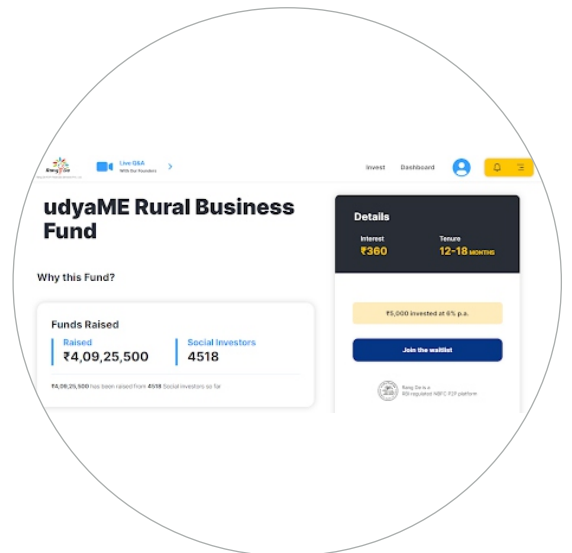 Rang De
Live Q&A
With Our Founders
Invest
Dashboard
udyaME Rural Business
Fund
Why this Fund?
Funds Raised
Raised
₹4,09,25,500
Social Investors
4518
₹4,09,25,500 has been raised from 4518 Social Investors so far
Details
Interest
₹360
Tenure
12-18 MONTHS
₹5,000 invested at 6% p.a.
Join the waitlist
Rang De is a
RBI regulated NBFC P2P platform